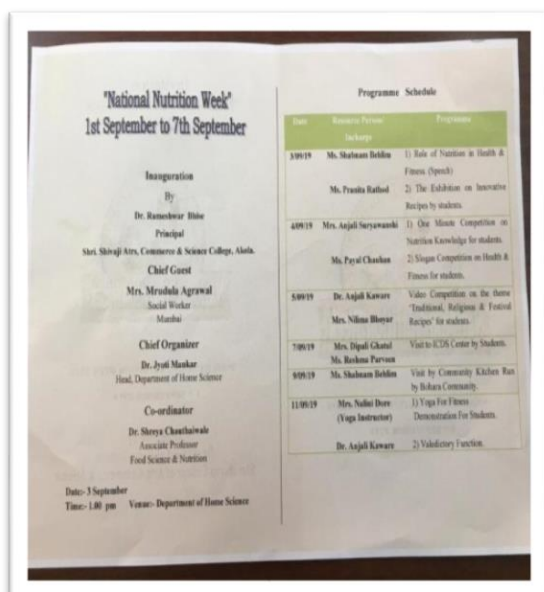 "National Nutrition Week"
1st September to 7th September
Inauguration
By
Dr. Rameshwar Bhise
Principal
Shri. Shivaji Atrs, Commerce & Science College, Akola.
Chief Guest
Mrs. Mrudula Agrawal
Social Worker
Mumbai
Chief Organizer
Dr. Jyoti Mankar
Head, Department of Home Science
Co-ordinator
Dr. Shreya Chauthaiwale
Associate Professor
Food Science & Nutrition
Date:- 3 September
Time:- 1.00 pm Venue:- Department of Home Science
Programme Schedule
Date Resource Person/ Programme
Incharge
3/09/19 Ms. Shabnam Behlim 1) Role of Nutrition in Health &
Fitness. (Speech)
Ms. Pranita Rathod 2) The Exhibition on Innovative
Recipes by students.
4/09/19 Mrs. Anjali Suryawanshi 1) One Minute Competition on
Nutrition Knowledge for students.
Ms. Payal Chauhan 2) Slogan Competition on Health &
Fitness for students.
5/09/19 Dr. Anjali Kaware Video Competition on the theme
Mrs. Nilima Bhoyar 'Traditional, Religious & Festival
Recipes' for students.
7/09/19 Mrs. Dipali Ghatul Visit to ICDS Center by Students.
Ms. Reshma Parveen
9/09/19 Ms. Shabnam Behlim Visit by Community Kitchen Run
by Bohara Community.
11/09/19 Mrs. Nalini Dore 1) Yoga For Fitness
(Yoga Instructor) Demonstration For Students.
Dr. Anjali Kaware 2) Valedictory Function.